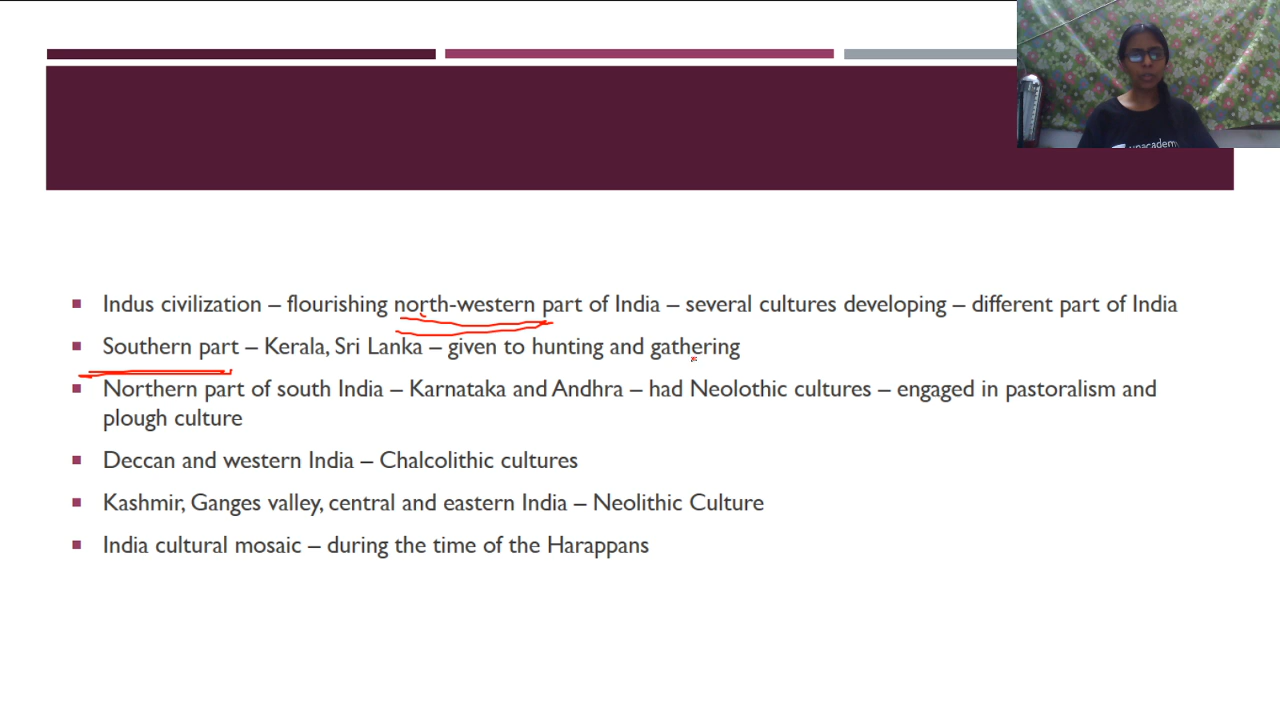 unacademy
■ Indus civilization – flourishing north-western part of India – several cultures developing – different part of India
■ Southern part – Kerala, Sri Lanka – given to hunting and gathering
■ Northern part of south India – Karnataka and Andhra – had Neolothic cultures – engaged in pastoralism and
plough culture
■ Deccan and western India – Chalcolithic cultures
■ Kashmir, Ganges valley, central and eastern India – Neolithic Culture
■ India cultural mosaic – during the time of the Harappans